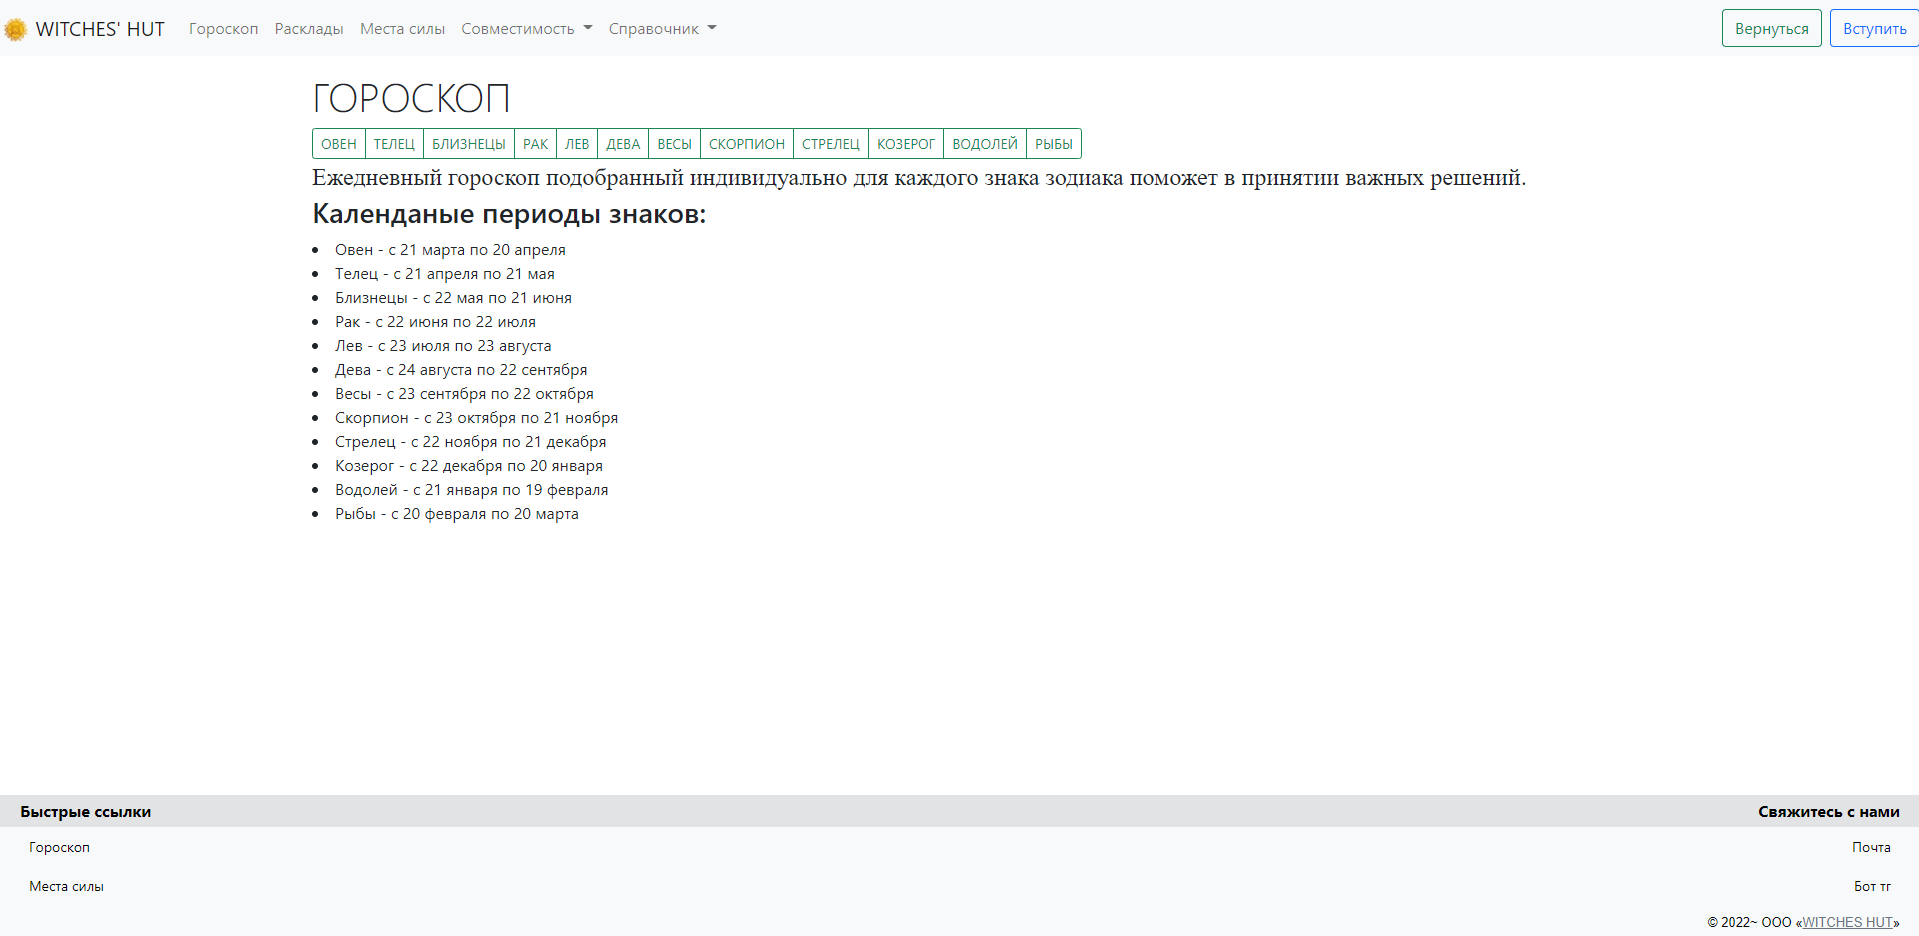 WITCHES' HUT Гороскоп Расклады Места силы Совместимость Справочник Вернуться Вступить
ГОРОСКОП
ОВЕН ТЕЛЕЦ БЛИЗНЕЦЫ РАК ЛЕВ ДЕВА ВЕСЫ СКОРПИОН СТРЕЛЕЦ КОЗЕРОГ ВОДОЛЕЙ РЫБЫ
Ежедневный гороскоп подобранный индивидуально для каждого знака зодиака поможет в принятии важных решений.
Календаные периоды знаков:
Овен - с 21 марта по 20 апреля
Телец - с 21 апреля по 21 мая
Близнецы - с 22 мая по 21 июня
Рак - с 22 июня по 22 июля
Лев - с 23 июля по 23 августа
Дева - с 24 августа по 22 сентября
Весы - с 23 сентября по 22 октября
Скорпион - с 23 октября по 21 ноября
Стрелец - с 22 ноября по 21 декабря
Козерог - с 22 декабря по 20 января
Водолей - с 21 января по 19 февраля
Рыбы - с 20 февраля по 20 марта
Быстрые ссылки Свяжитесь с нами
Гороскоп Почта
Места силы Бот тг
© 2022~ ООО «WITCHES HUT»